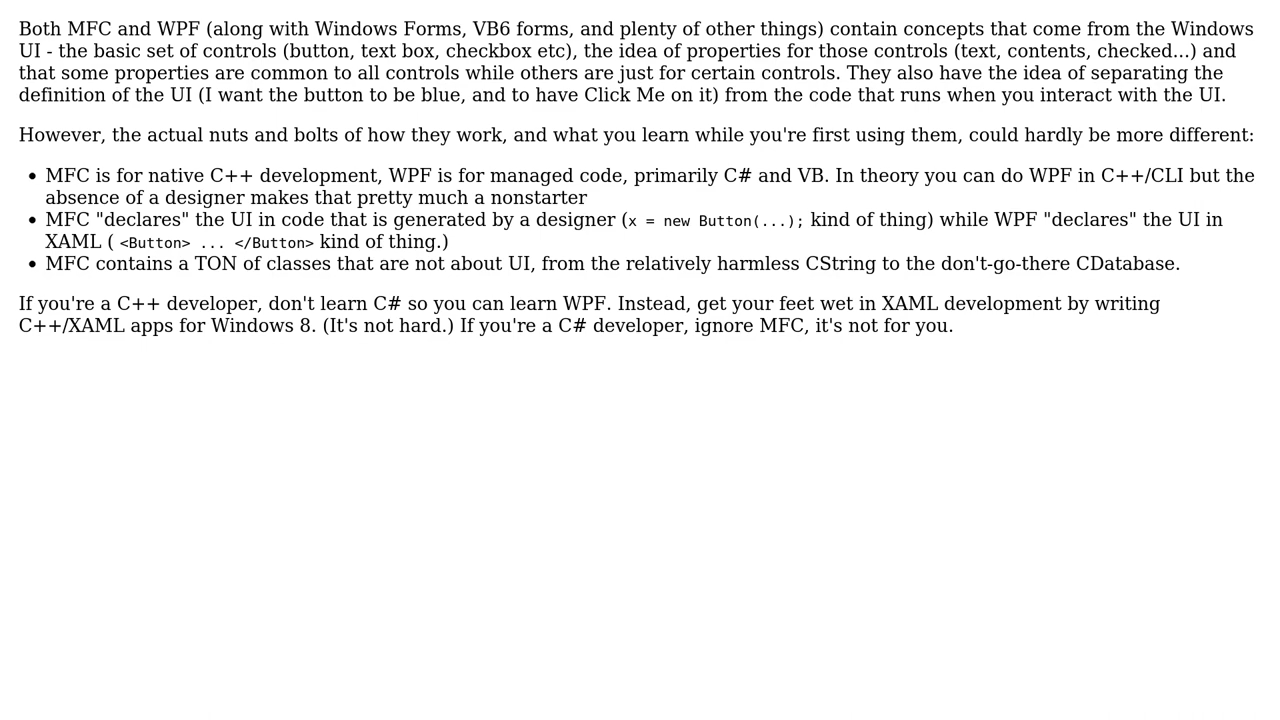 Both MFC and WPF (along with Windows Forms, VB6 forms, and plenty of other things) contain concepts that come from the Windows
UI - the basic set of controls (button, text box, checkbox etc), the idea of properties for those controls (text, contents, checked...) and
that some properties are common to all controls while others are just for certain controls. They also have the idea of separating the
definition of the UI (I want the button to be blue, and to have Click Me on it) from the code that runs when you interact with the UI.
However, the actual nuts and bolts of how they work, and what you learn while you're first using them, could hardly be more different:
• MFC is for native C++ development, WPF is for managed code, primarily C# and VB. In theory you can do WPF in C++/CLI but the
absence of a designer makes that pretty much a nonstarter
• MFC "declares" the UI in code that is generated by a designer (x = new Button(...); kind of thing) while WPF "declares" the UI in
XAML ( <Button> ... </Button> kind of thing.)
• MFC contains a TON of classes that are not about UI, from the relatively harmless CString to the don't-go-there CDatabase.
If you're a C++ developer, don't learn C# so you can learn WPF. Instead, get your feet wet in XAML development by writing
C++/XAML apps for Windows 8. (It's not hard.) If you're a C# developer, ignore MFC, it's not for you.